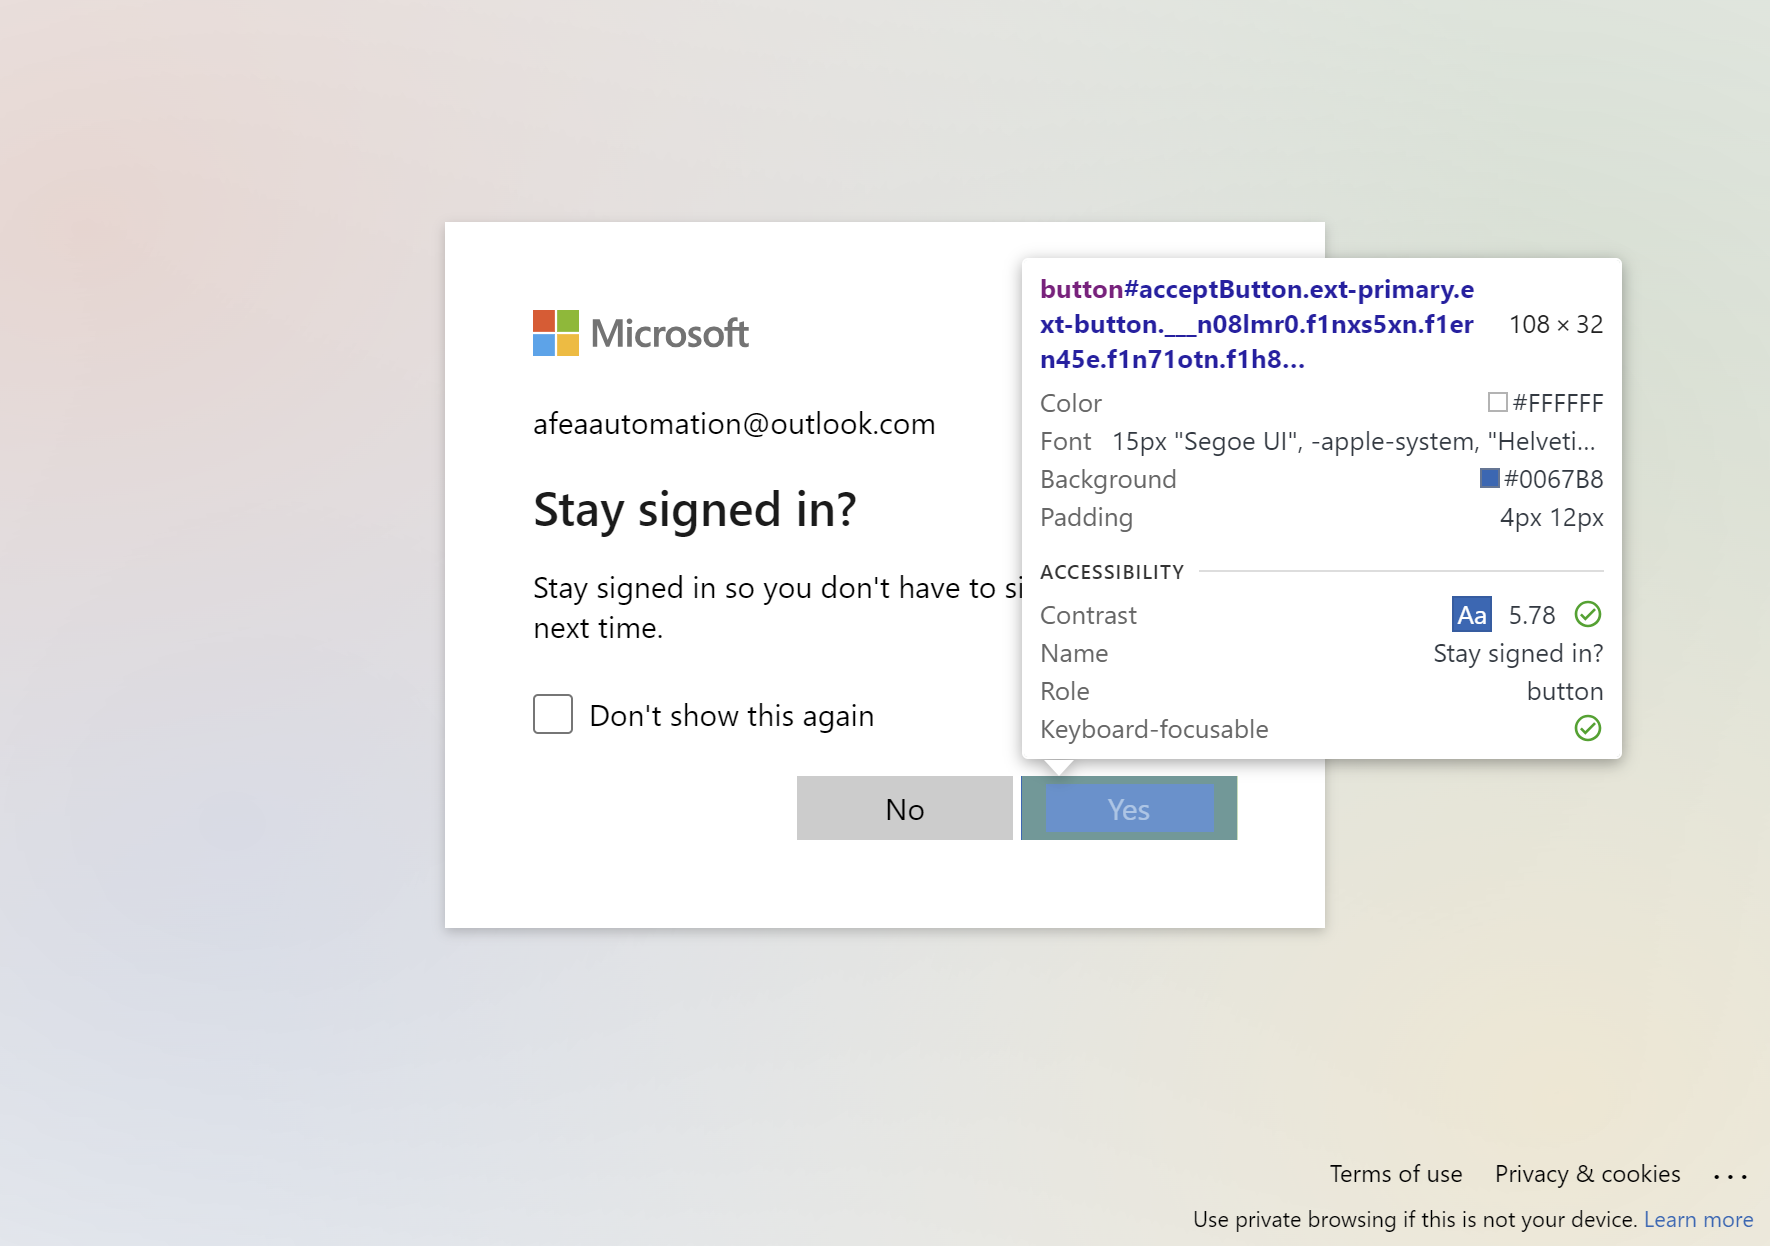 Microsoft
afeaautomation@outlook.com
Stay signed in?
Stay signed in so you don't have to si
next time.
Don't show this again
No
Yes
button#acceptButton.ext-primary.e
xt-button.___n08lmr0.f1nxs5xn.f1er
n45e.f1n71otn.f1h8...
108 × 32
Color #FFFFFF
Font 15px "Segoe UI", -apple-system, "Helveti...
Background #0067B8
Padding 4px 12px
ACCESSIBILITY
Contrast Aa 5.78
Name Stay signed in?
Role button
Keyboard-focusable
Terms of use Privacy & cookies ...
Use private browsing if this is not your device. Learn more